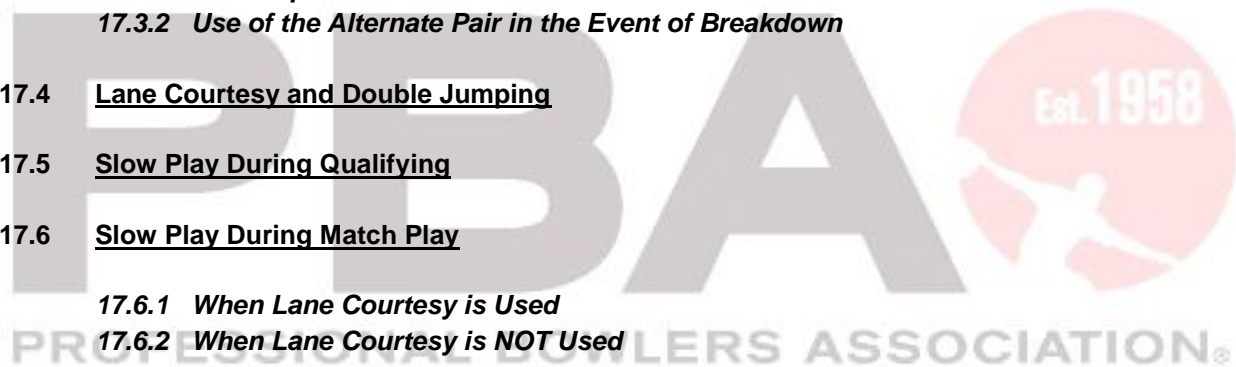 17.3.2 Use of the Alternate Pair in the Event of Breakdown
17.4 Lane Courtesy and Double Jumping
17.5 Slow Play During Qualifying
17.6 Slow Play During Match Play
17.6.1 When Lane Courtesy is Used
17.6.2 When Lane Courtesy is NOT Used
PBA
Est. 1958
PROFESSIONAL BOWLERS ASSOCIATION®